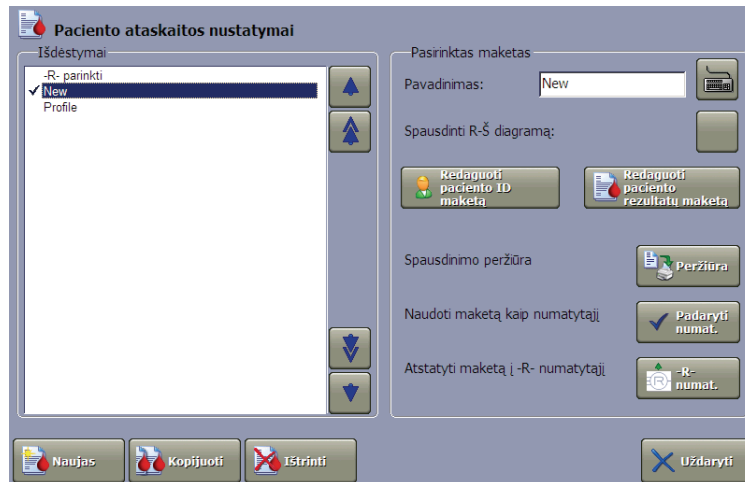 Paciento ataskaitos nustatymai
Išdėstymai
-R- parinkti
New
Profile
Pasirinktas maketas
Pavadinimas:
New
Spausdinti R-Š diagramą:
Redaguoti
paciento ID
maketą
Redaguoti
paciento
rezultatų maketą
Spausdinimo peržiūra
Peržiūra
Naudoti maketą kaip numatytąjį
Padaryti
numat.
Atstatyti maketą į -R- numatytąjį
R
-R-
numat.
Naujas
Kopijuoti
Ištrinti
Uždaryti